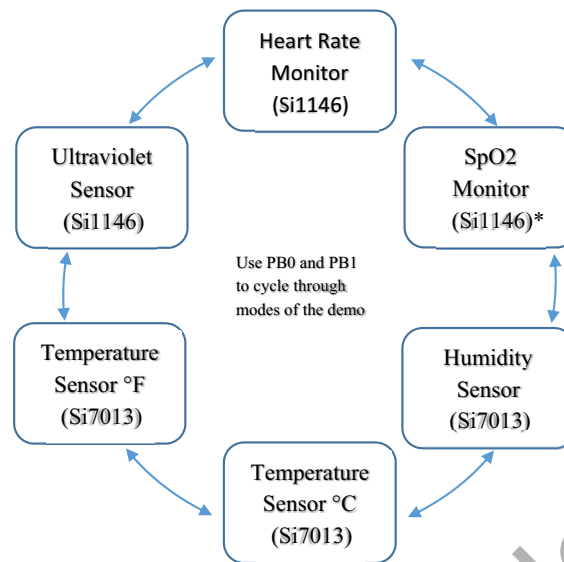 Heart Rate
Monitor
(Si1146)
Ultraviolet
Sensor
(Si1146)
SpO2
Monitor
(Si1146)*
Use PB0 and PB1
to cycle through
modes of the demo
Temperature
Sensor °F
(Si7013)
Humidity
Sensor
(Si7013)
Temperature
Sensor °C
(Si7013)